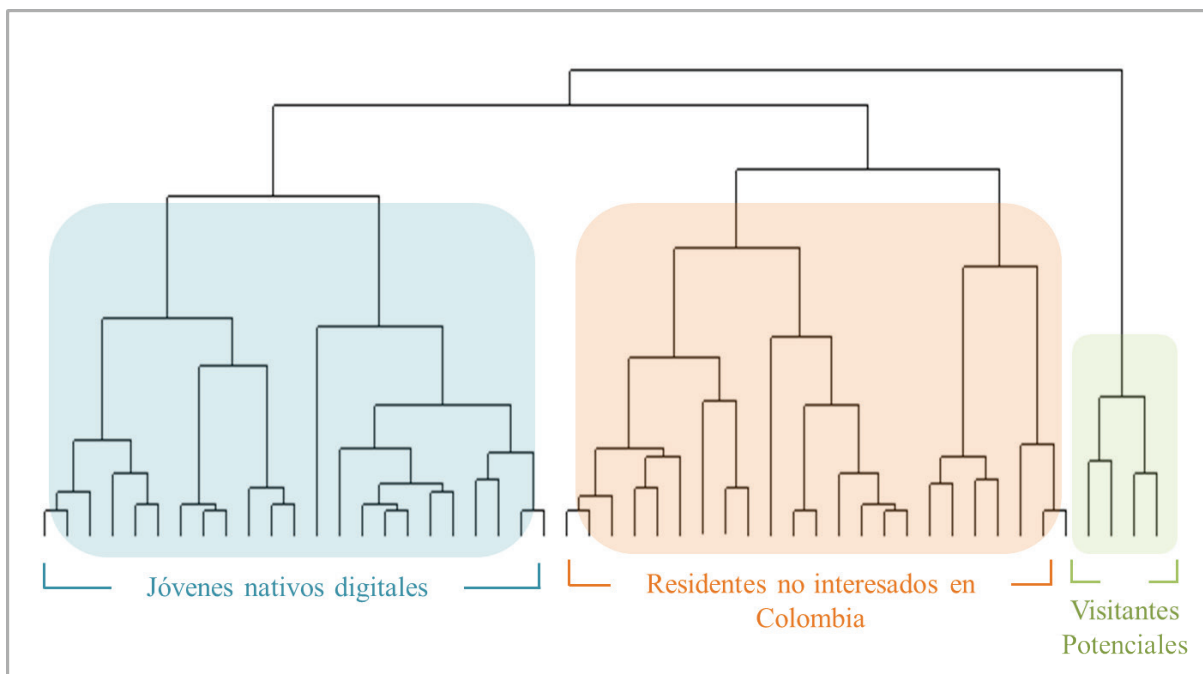 Jóvenes nativos digitales
Residentes no interesados en
Colombia
Visitantes
Potenciales